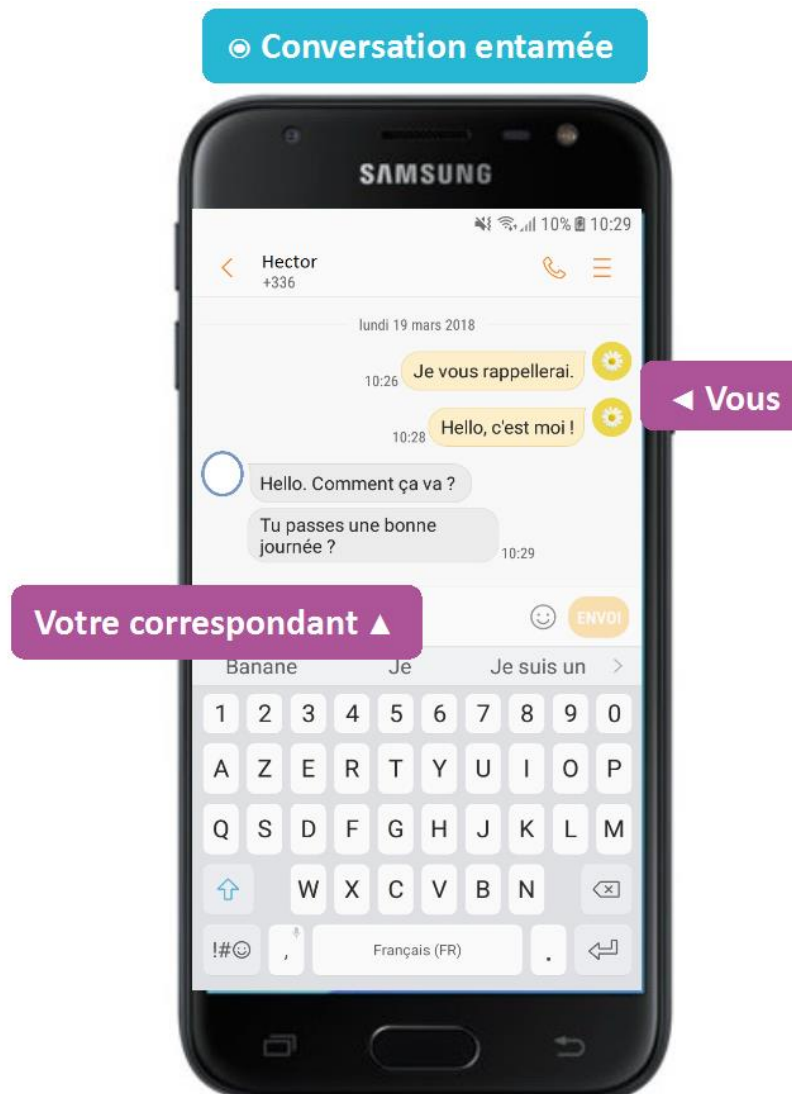 Conversation entamée
SAMSUNG
10% 10:29
Hector
+336
lundi 19 mars 2018
10:26 Je vous rappellerai.
◄ Vous
10:28 Hello, c'est moi !
Hello. Comment ça va ?
Tu passes une bonne
journée ?
10:29
Votre correspondant ▲
ENVOI
Banane Je Je suis un >
1 2 3 4 5 6 7 8 9 0
A Z E R T Y U I O P
Q S D F G H J K L M
W X C V B N
!#☺ , Français (FR) .